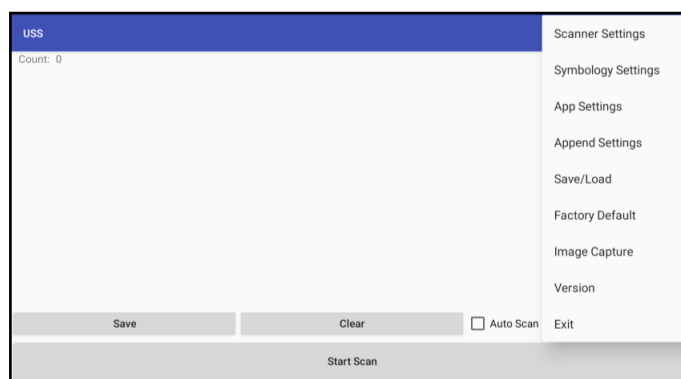 USS
Count: 0
Scanner Settings
Symbology Settings
App Settings
Append Settings
Save/Load
Factory Default
Image Capture
Version
Exit
Save
Clear
Auto Scan
Start Scan